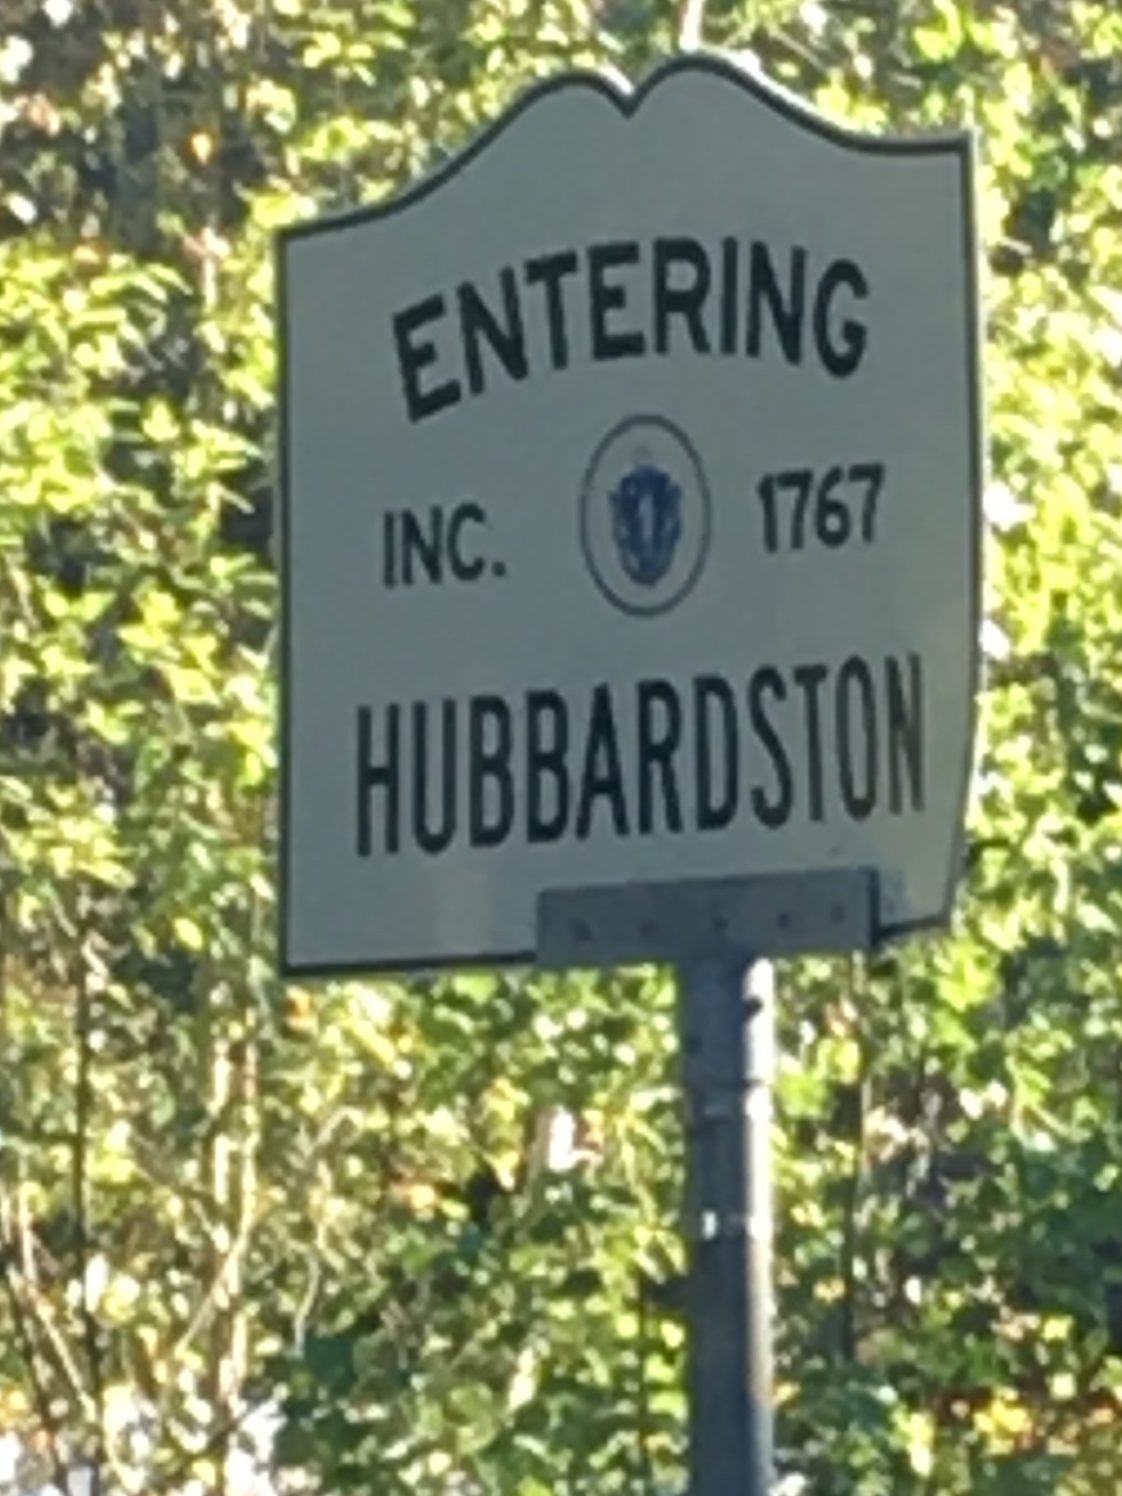 ENTERING
INC. 1767
HUBBARDSTON